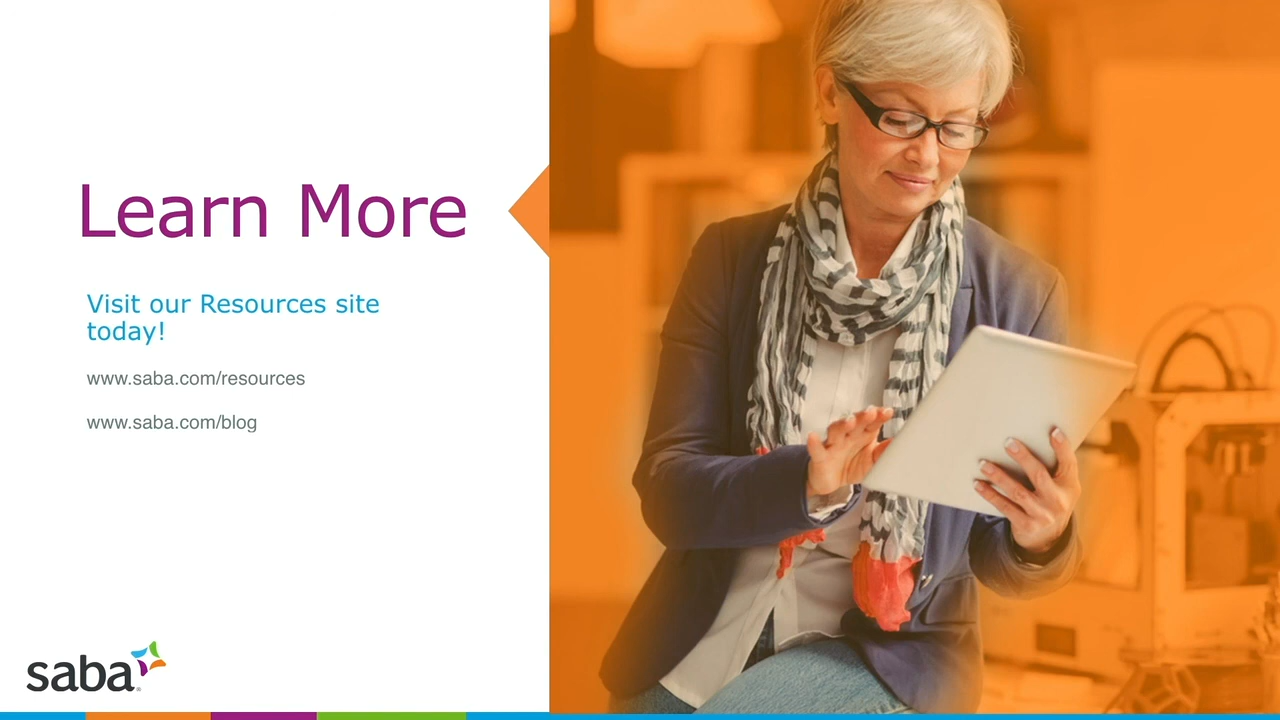 Learn More
Visit our Resources site
today!
www.saba.com/resources
www.saba.com/blog
saba